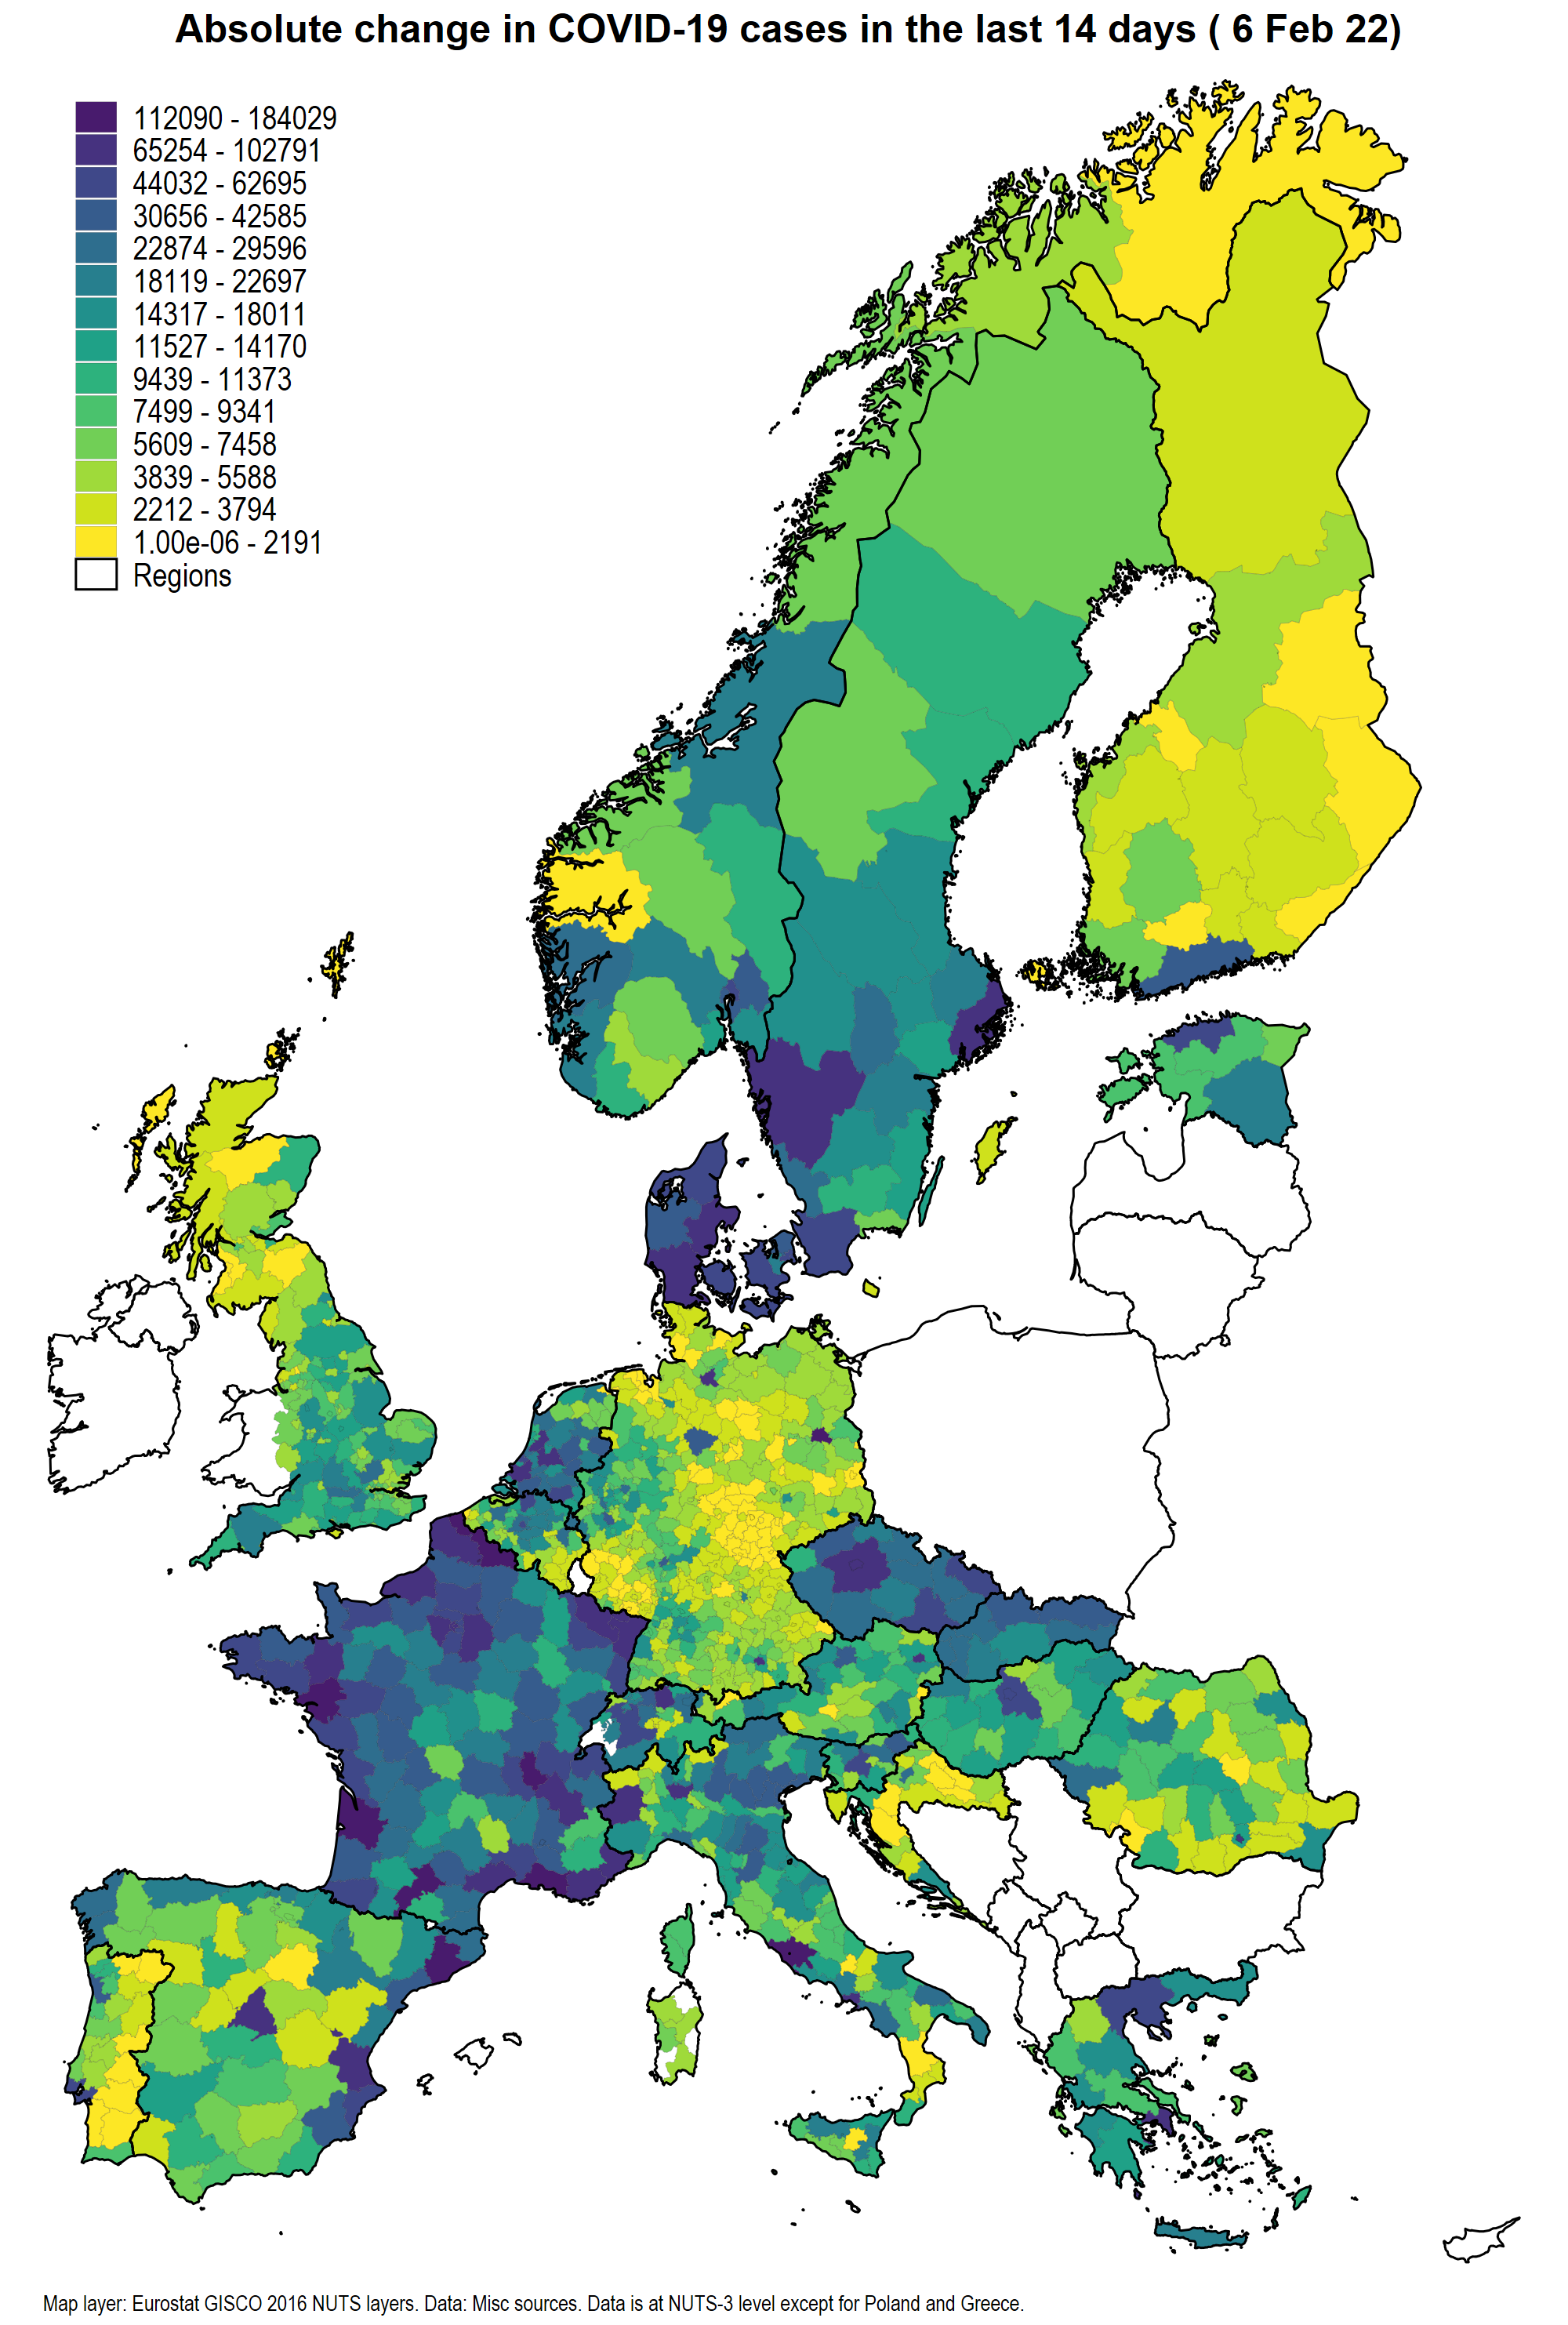 Absolute change in COVID-19 cases in the last 14 days ( 6 Feb 22)
112090 - 184029
65254 - 102791
44032 - 62695
30656 - 42585
22874 - 29596
18119 - 22697
14317 - 18011
11527 - 14170
9439 - 11373
7499 - 9341
5609 - 7458
3839 - 5588
2212 - 3794
1.00e-06 - 2191
Regions
Map layer: Eurostat GISCO 2016 NUTS layers. Data: Misc sources. Data is at NUTS-3 level except for Poland and Greece.